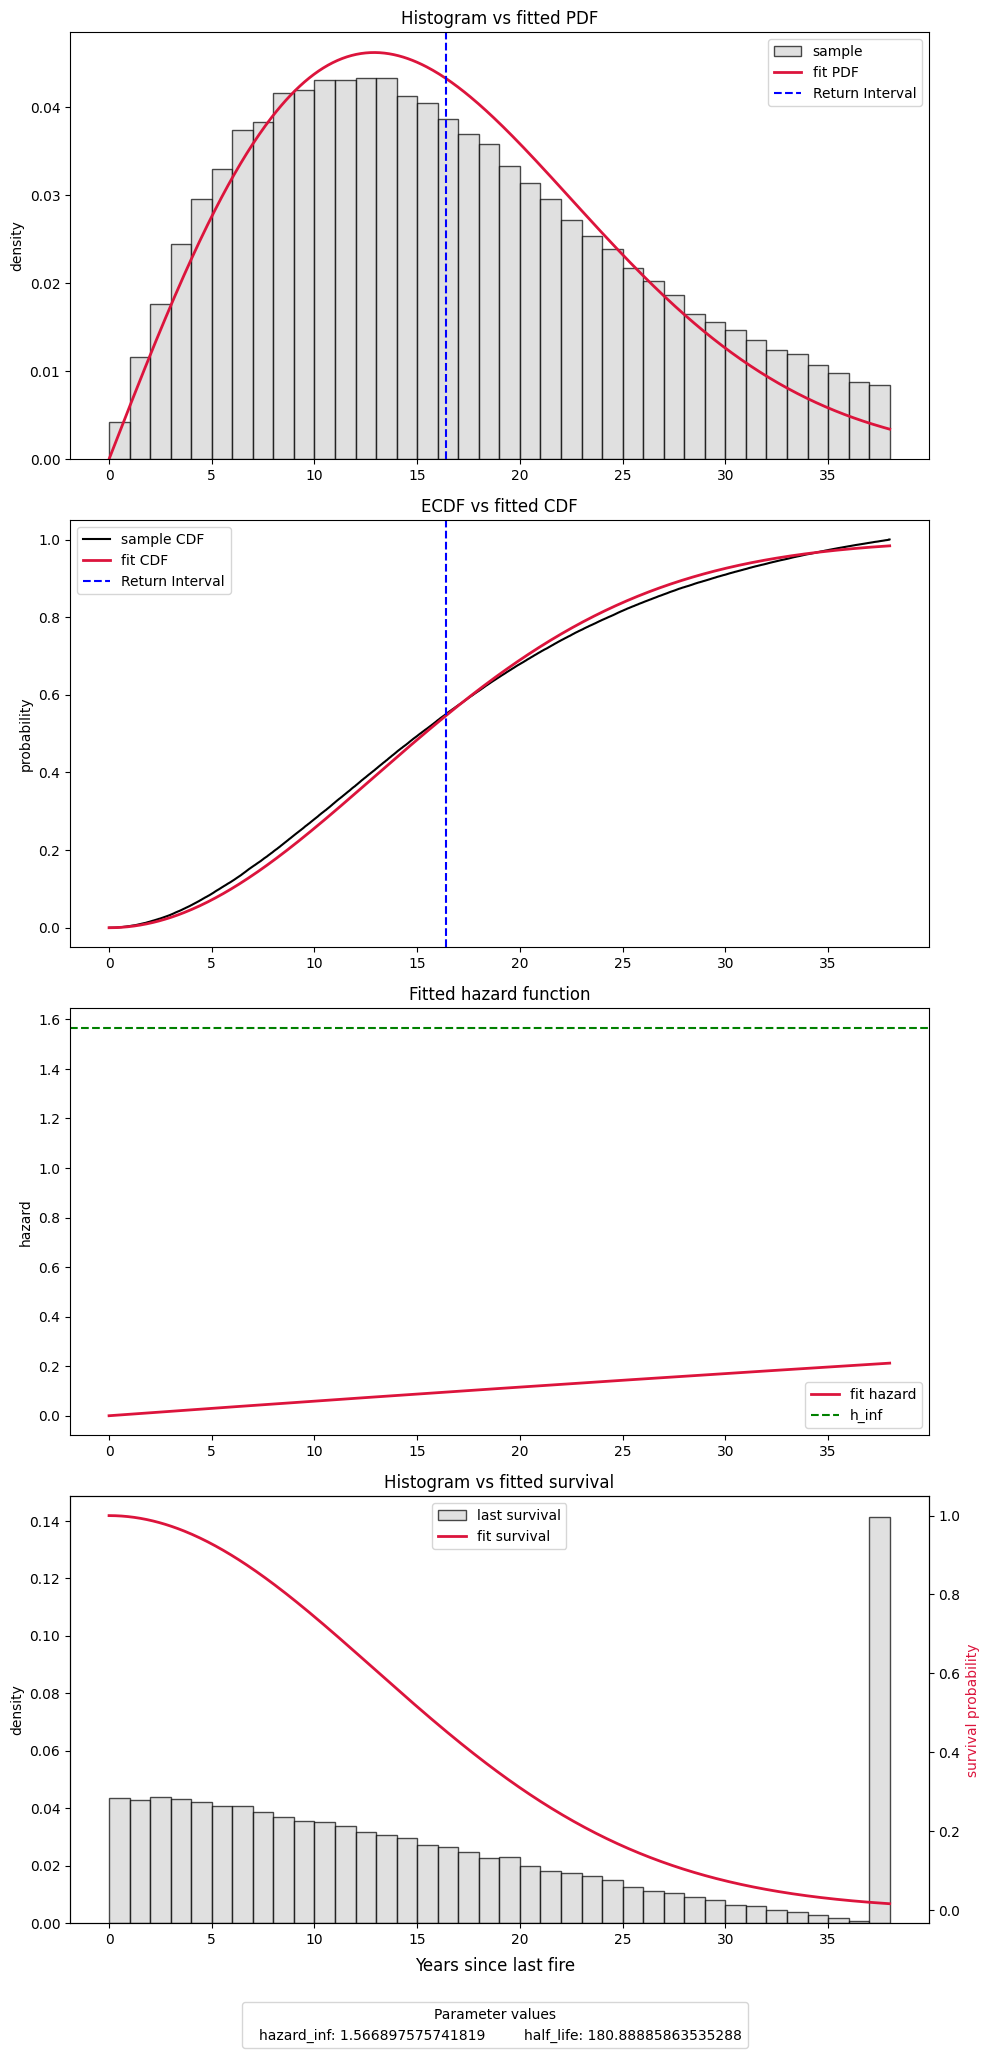 Histogram vs fitted PDF
sample
fit PDF
Return Interval
density
0.04
0.03
0.02
0.01
0.00
0 5 10 15 20 25 30 35
ECDF vs fitted CDF
sample CDF
fit CDF
Return Interval
probability
1.0
0.8
0.6
0.4
0.2
0.0
0 5 10 15 20 25 30 35
Fitted hazard function
hazard
1.6
1.4
1.2
1.0
0.8
0.6
0.4
0.2
0.0
fit hazard
h_inf
0 5 10 15 20 25 30 35
Histogram vs fitted survival
last survival
fit survival
density
0.14
0.12
0.10
0.08
0.06
0.04
0.02
0.00
survival probability
1.0
0.8
0.6
0.4
0.2
0.0
0 5 10 15 20 25 30 35
Years since last fire
Parameter values
hazard_inf: 1.566897575741819 half_life: 180.88858635352​88